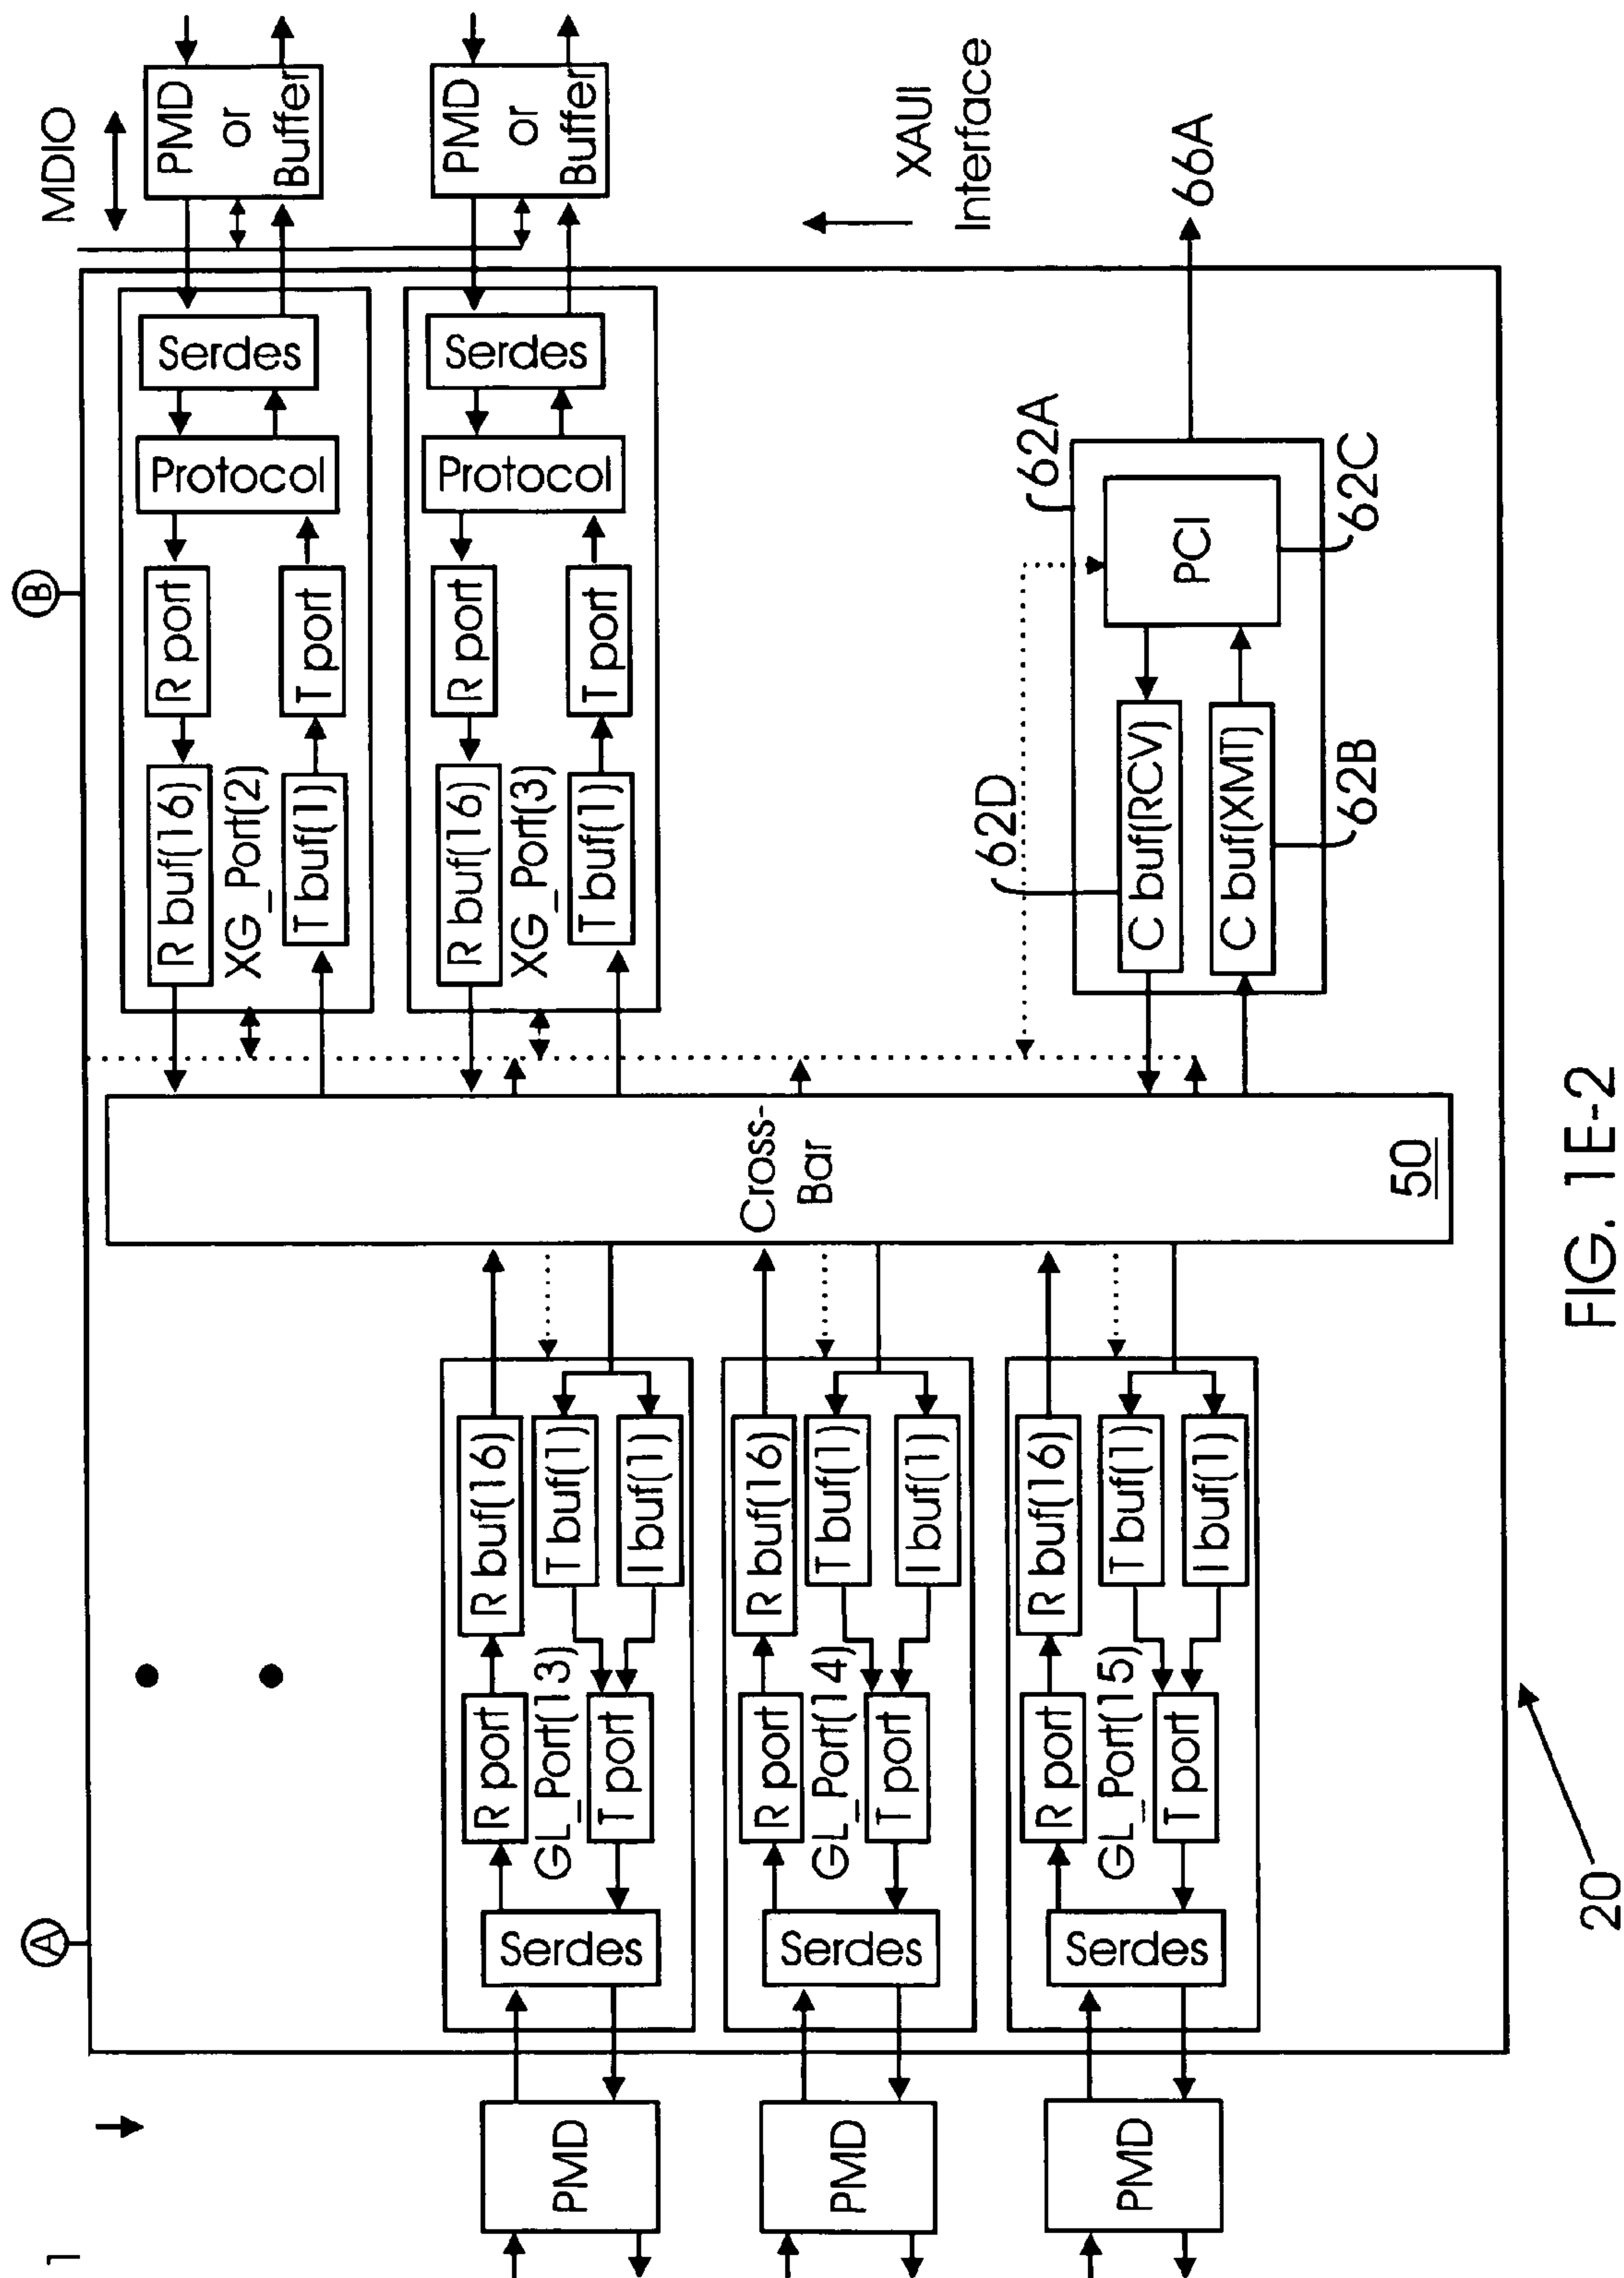 1
A
B
MDIO
PMD
or
Buffer
Serdes
Protocol
R port
T port
R buf(16)
XG_Port(2)
T buf(1)
PMD
or
Buffer
Serdes
Protocol
R port
T port
R buf(16)
XG_Port(3)
T buf(1)
XAUI
Interface
Cross-
Bar
50
PMD
Serdes
R port
GL_Port(13)
T port
R buf(16)
T buf(1)
I buf(1)
PMD
Serdes
R port
GL_Port(14)
T port
R buf(16)
T buf(1)
I buf(1)
PMD
Serdes
R port
GL_Port(15)
T port
R buf(16)
T buf(1)
I buf(1)
62D
62A
C buf(RCV)
C buf(XMT)
PCI
62B
62C
66A
20
FIG. 1E-2